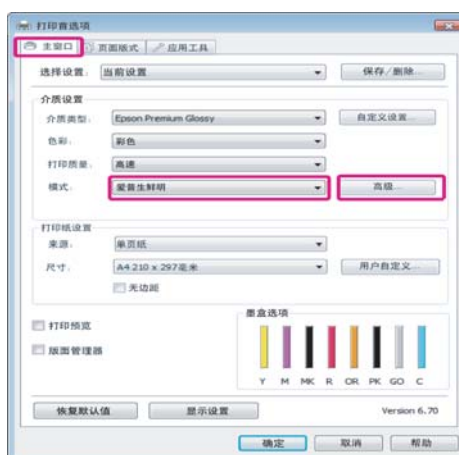 打印首选项
主窗口 页面版式 应用工具
选择设置: 当前设置 保存/删除...
介质设置
介质类型: Epson Premium Glossy 自定义设置...
色彩: 彩色
打印质量: 高速
模式: 爱普生鲜明 高级...
打印纸设置
来源: 单页纸
尺寸: A4 210 x 297毫米 用户自定义...
无边距
打印预览
版面管理器
墨盒选项
Y M MK R OR PK GO C
恢复默认值 显示设置 Version 6.70
确定 取消 帮助